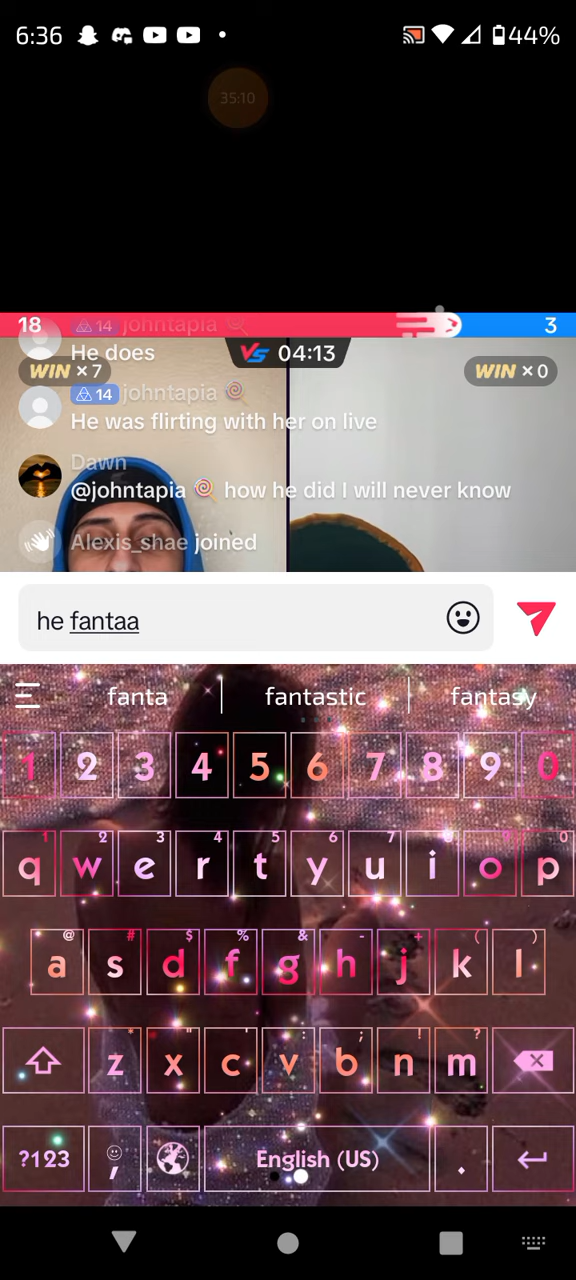 6:36
44%
35:10
18
3
14 johntapia 🍭
He does
VS 04:13
WIN × 7
WIN × 0
14 johntapia 🍭
He was flirting with her on live
Dawn
@johntapia 🍭 how he did I will never know
Alexis_shae joined
he fantaa
fanta
fantastic
fantasy
1 2 3 4 5 6 7 8 9 0
q w e r t y u i o p
a s d f g h j k l
z x c v b n m
?123 , English (US) .